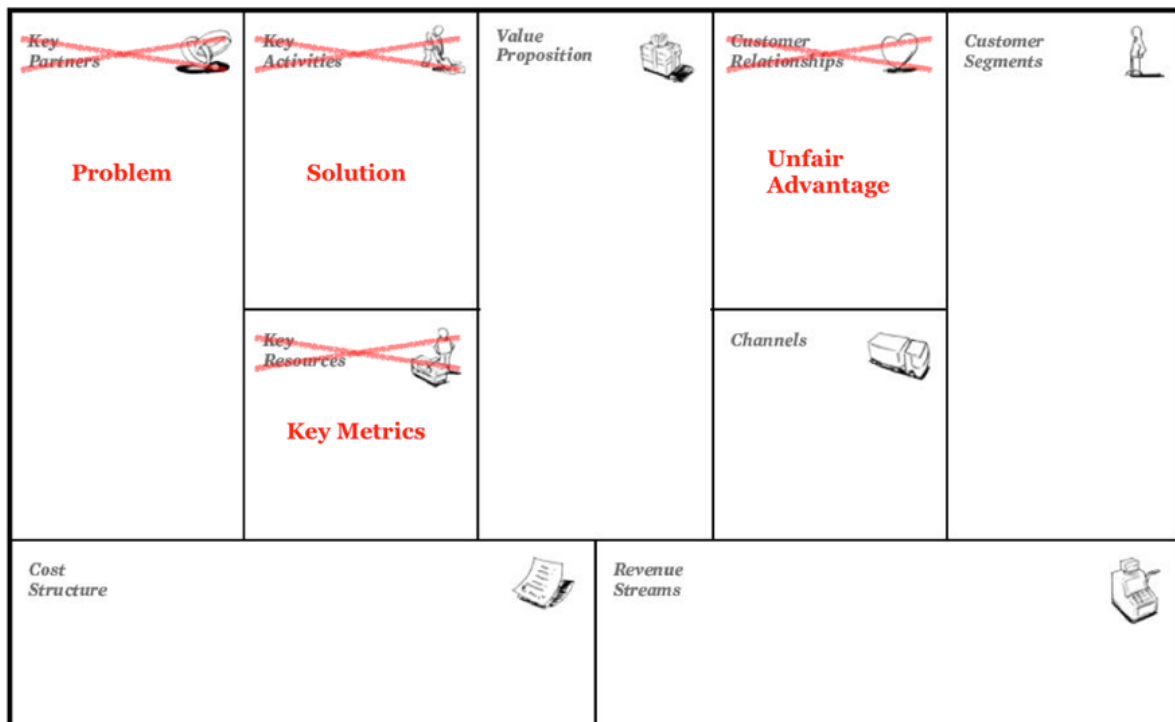 Key
Partners
Problem
Key
Activities
Solution
Key
Resources
Key Metrics
Value
Proposition
Customer
Relationships
Unfair
Advantage
Channels
Customer
Segments
Cost
Structure
Revenue
Streams